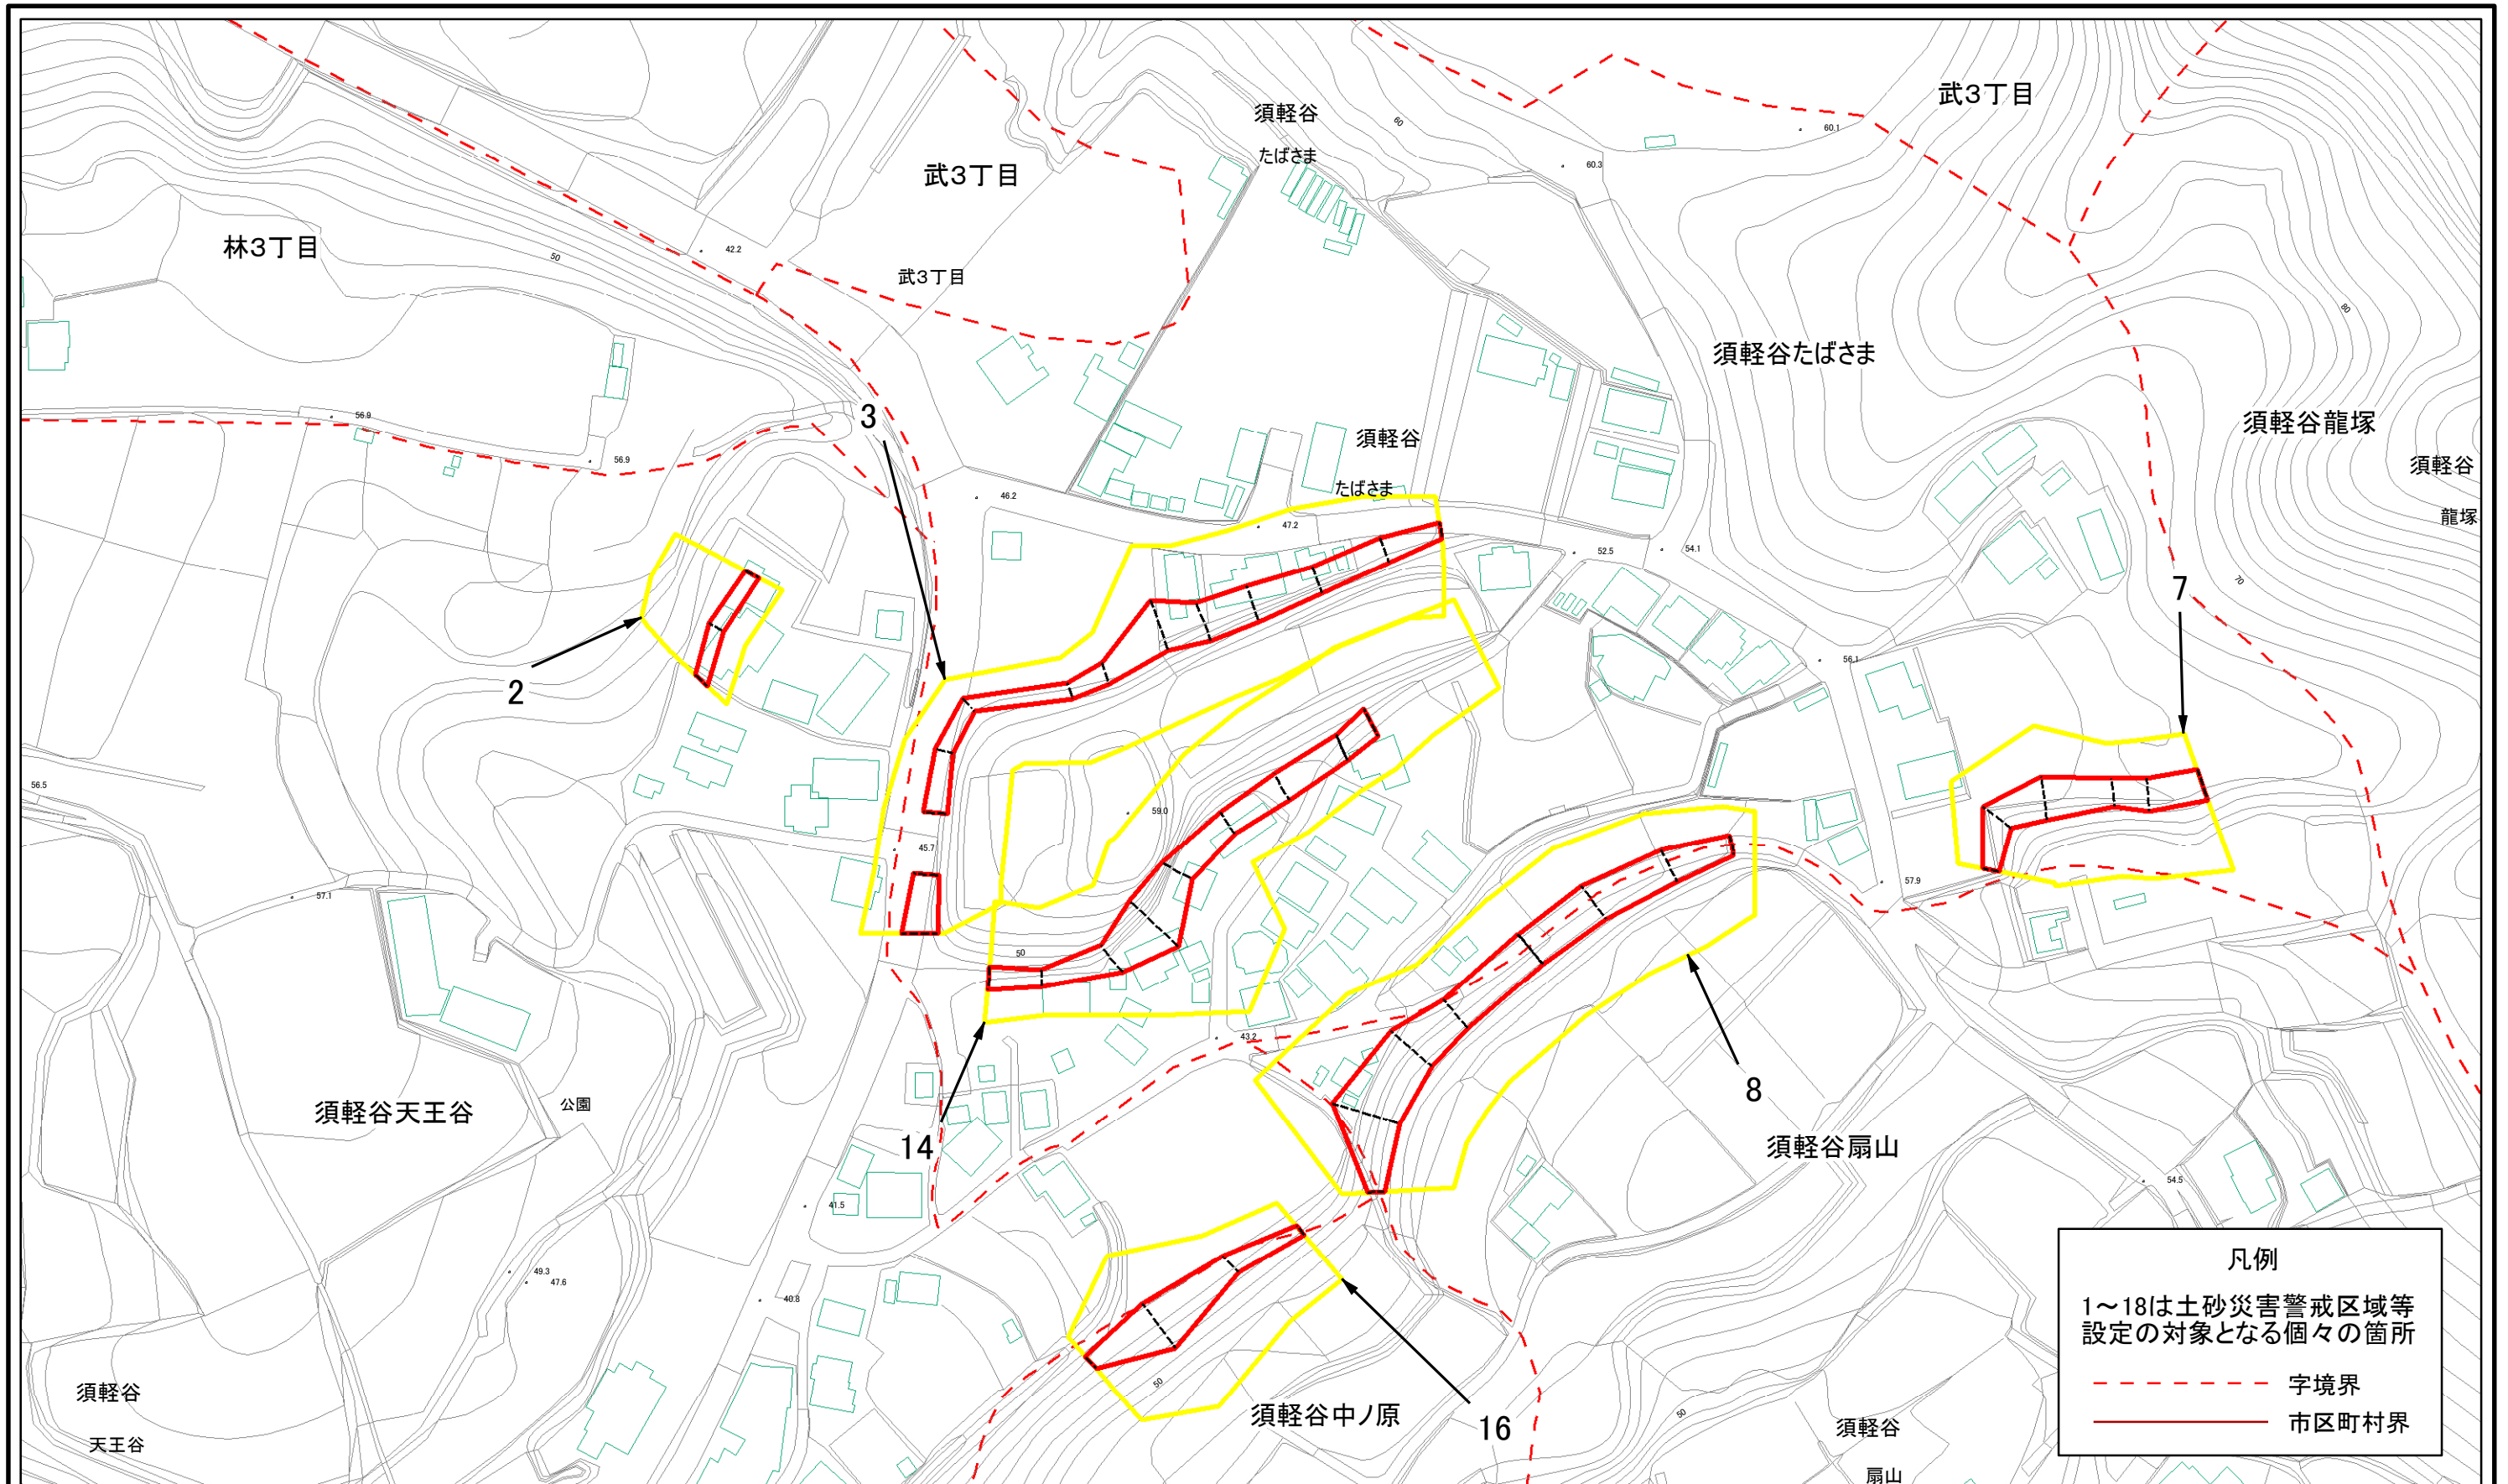 須軽谷
たばさま
武3丁目
60
60.1
60.3
武3丁目
林3丁目
50
42.2
武3丁目
80
須軽谷たばさま
須軽谷龍塚
3
56.9
須軽谷
56.9
須軽谷
龍塚
たばさま
46.2
47.2
52.5
54.1
7
70
2
56.1
56.5
59.0
45.7
57.9
57.1
50
43.2
8
須軽谷天王谷
公園
14
須軽谷扇山
54.5
41.5
49.3
47.6
40.8
50
須軽谷
天王谷
須軽谷中ノ原
16
50
須軽谷
扇山
凡例
1~18は土砂災害警戒区域等
設定の対象となる個々の箇所
字境界
市区町村界